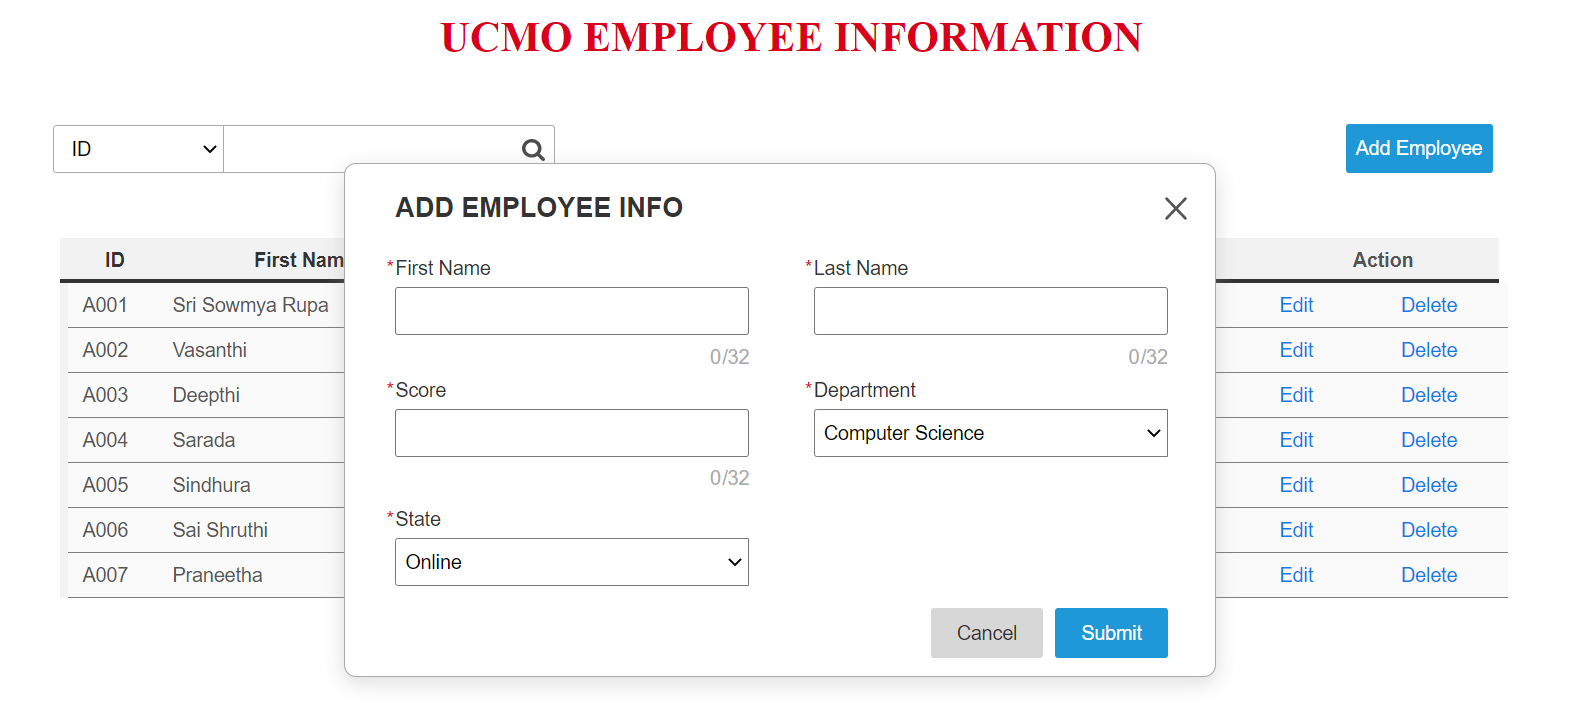 UCMO EMPLOYEE INFORMATION
ID
Add Employee
ADD EMPLOYEE INFO
*First Name
*Last Name
0/32
0/32
*Score
*Department
Computer Science
0/32
*State
Online
Cancel Submit
ID First Nam Action
A001 Sri Sowmya Rupa Edit Delete
A002 Vasanthi Edit Delete
A003 Deepthi Edit Delete
A004 Sarada Edit Delete
A005 Sindhura Edit Delete
A006 Sai Shruthi Edit Delete
A007 Praneetha Edit Delete